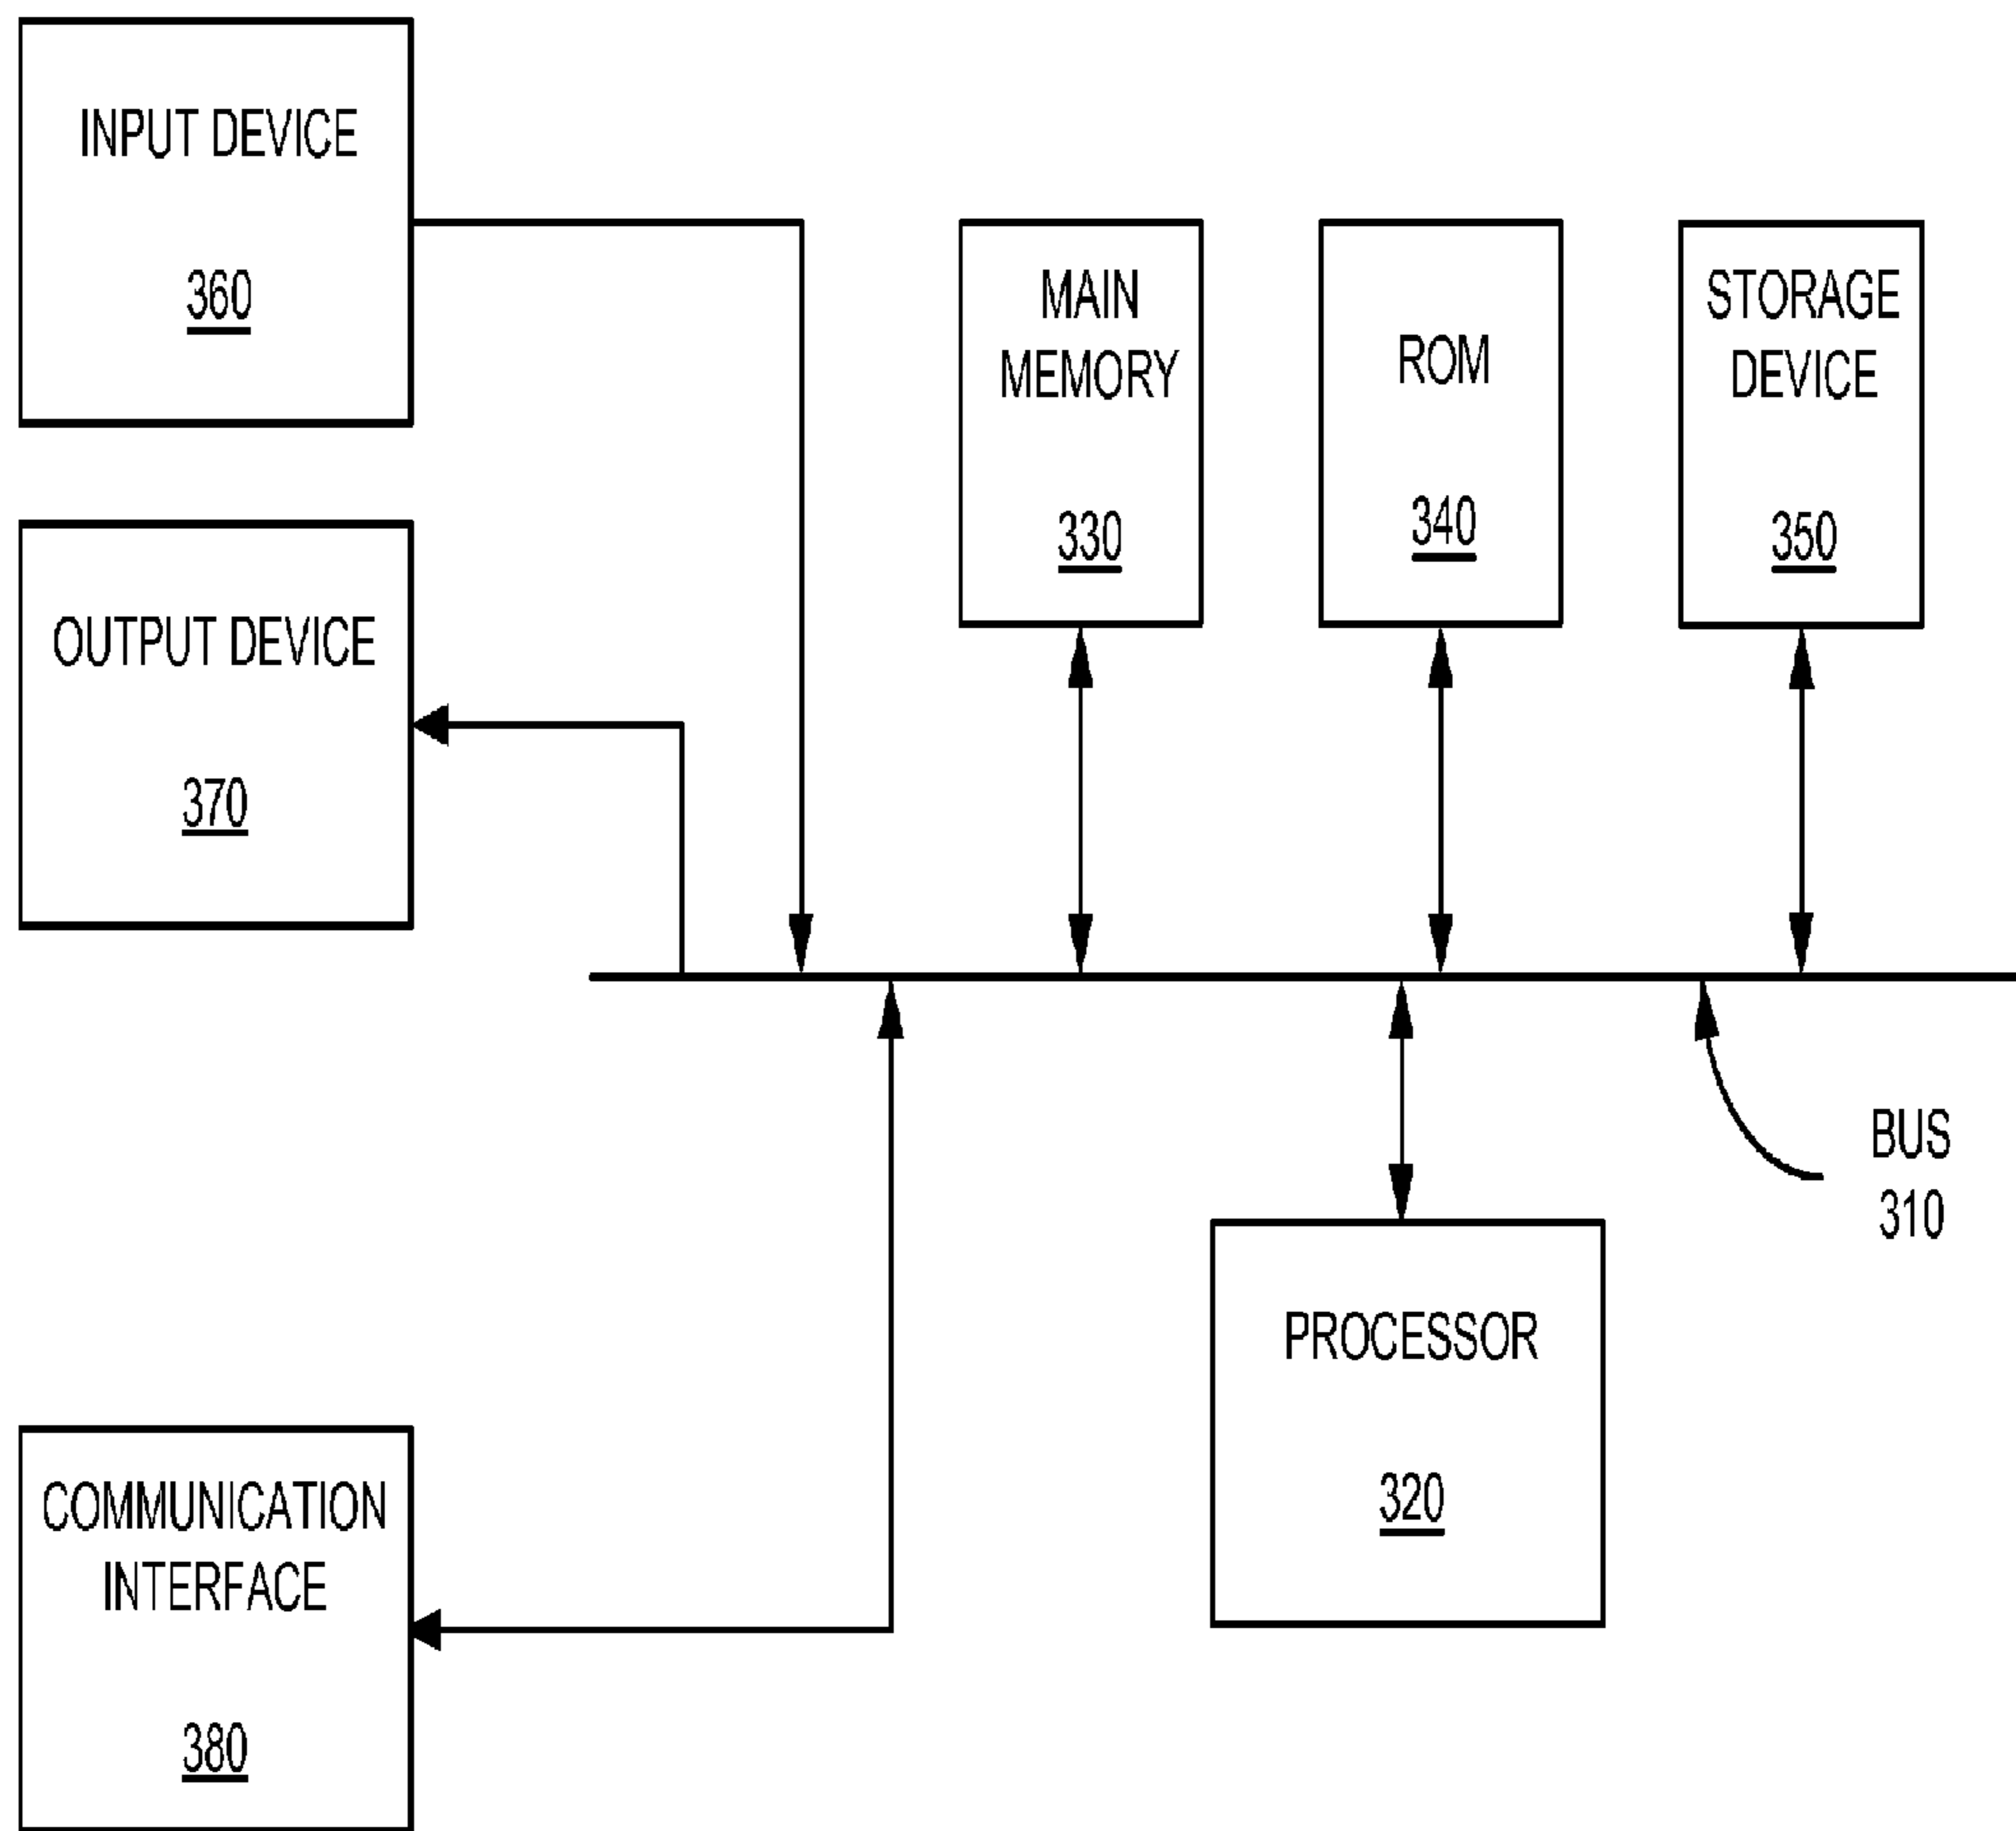 INPUT DEVICE
360
MAIN
MEMORY
330
ROM
340
STORAGE
DEVICE
350
OUTPUT DEVICE
370
BUS
310
PROCESSOR
320
COMMUNICATION
INTERFACE
380